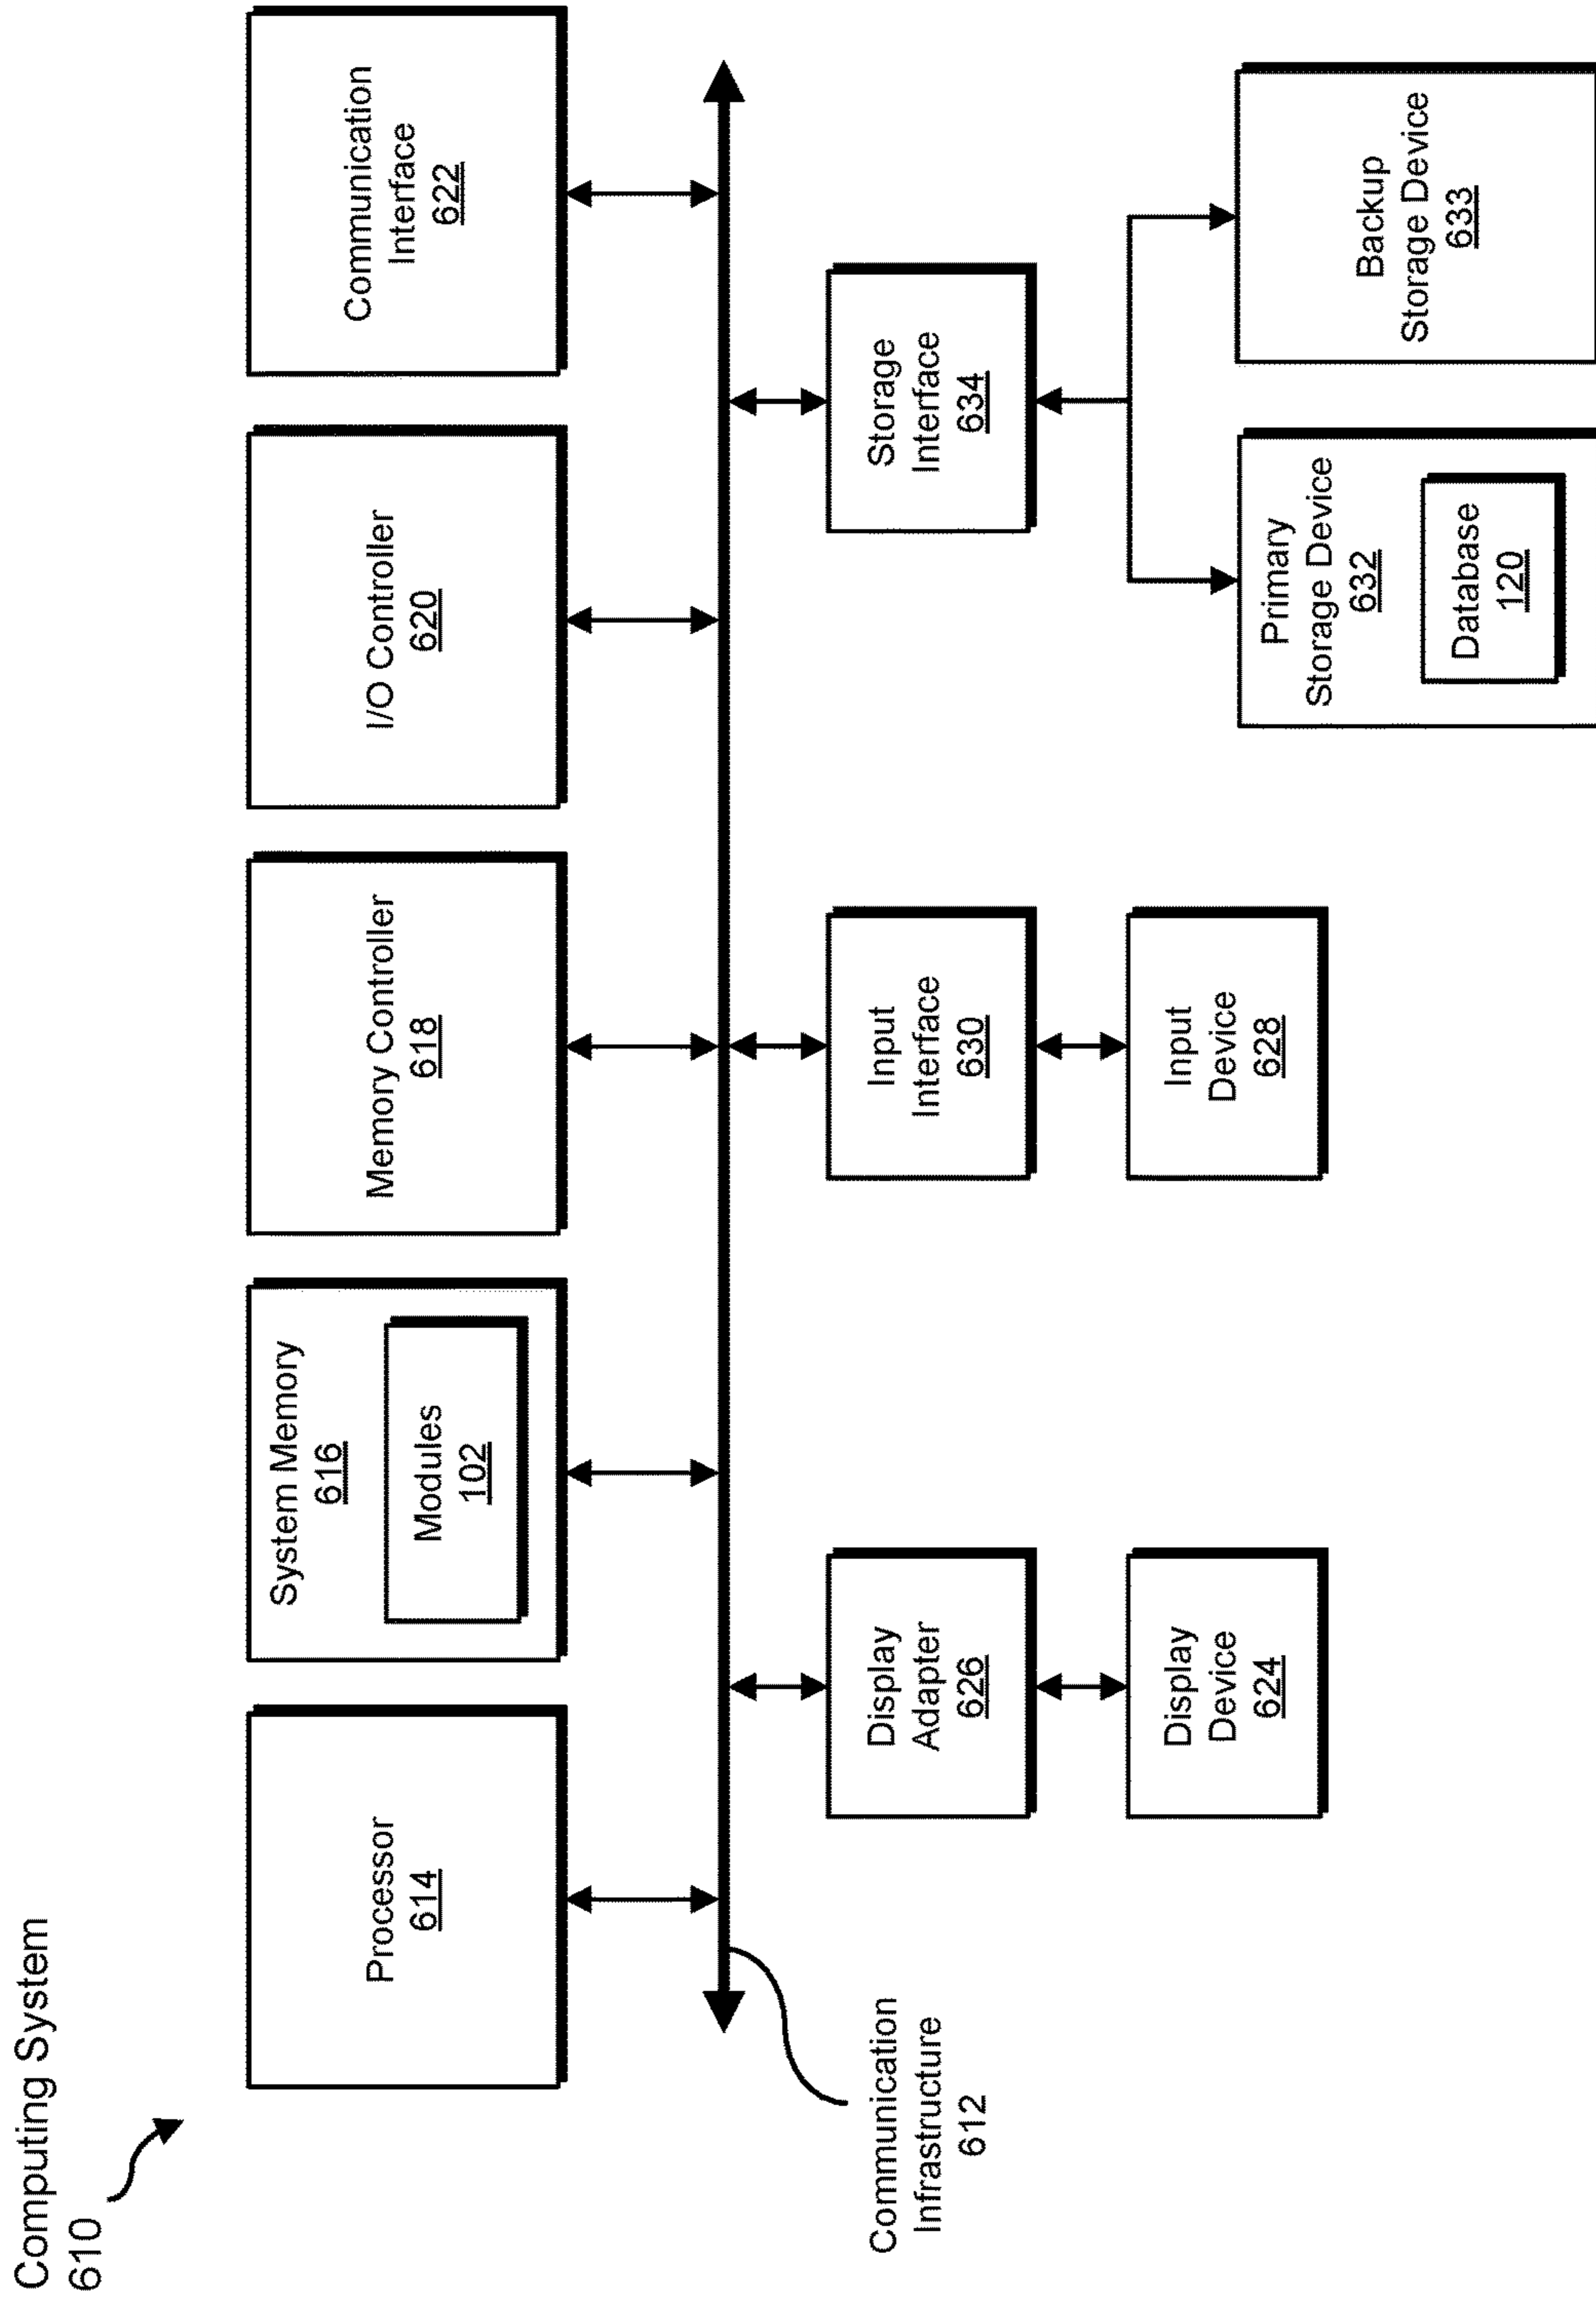 Computing System
610
Processor
614
System Memory
616
Modules
102
Memory Controller
618
I/O Controller
620
Communication
Interface
622
Communication
Infrastructure
612
Display
Adapter
626
Input
Interface
630
Storage
Interface
634
Display
Device
624
Input
Device
628
Primary
Storage Device
632
Database
120
Backup
Storage Device
633